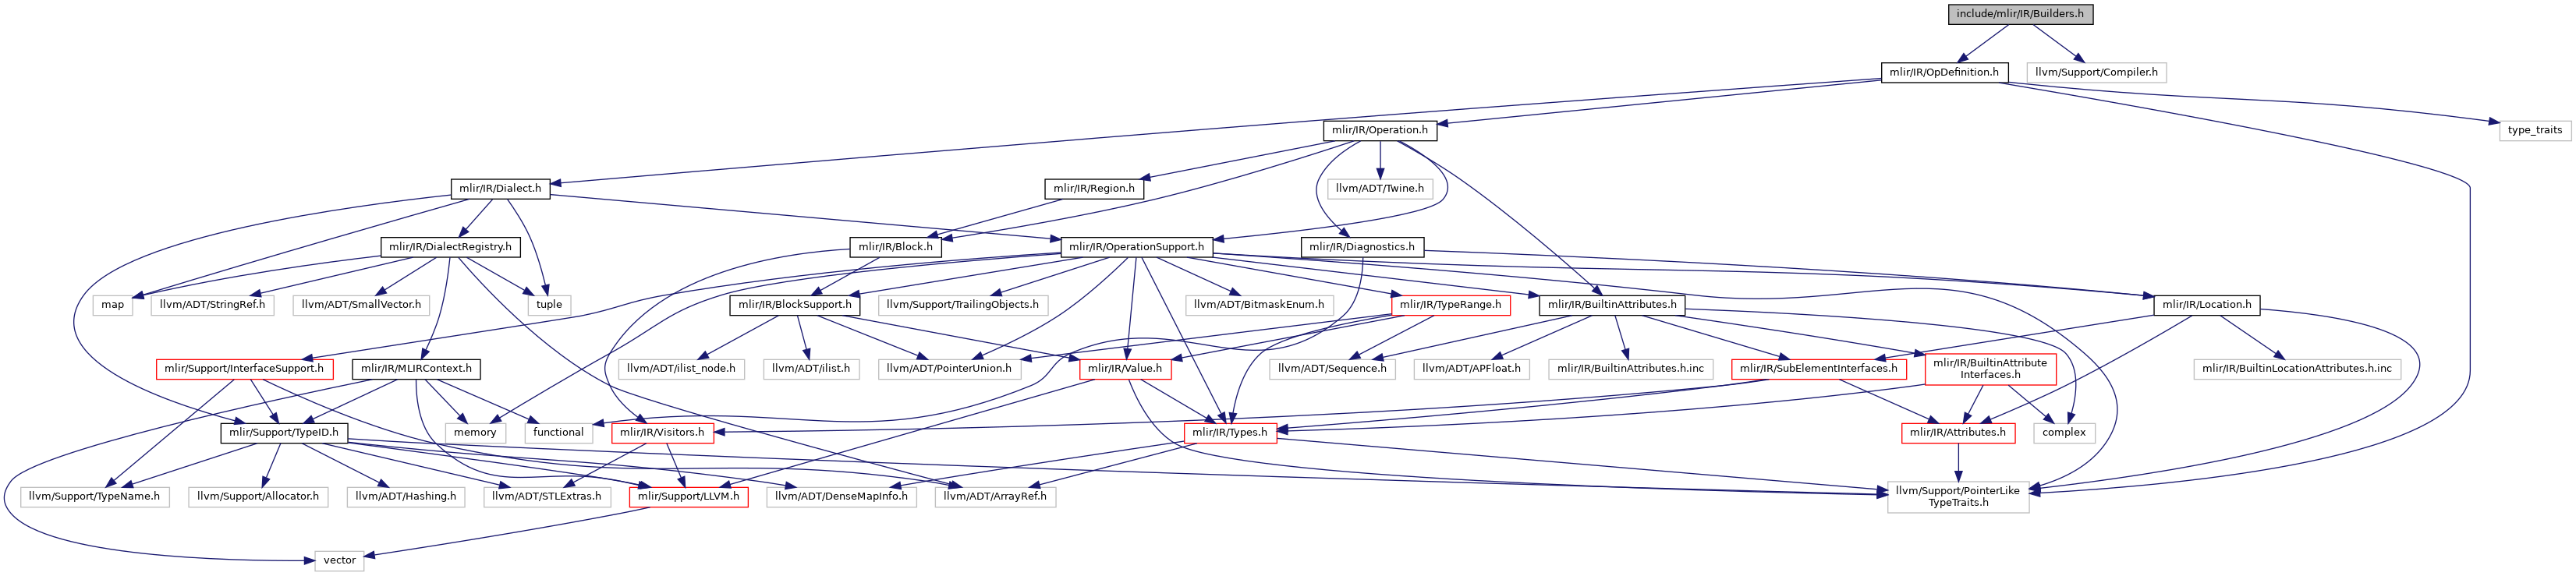 include/mlir/IR/Builders.h
mlir/IR/OpDefinition.h
llvm/Support/Compiler.h
mlir/IR/Operation.h
type_traits
mlir/IR/Dialect.h
mlir/IR/Region.h
llvm/ADT/Twine.h
mlir/IR/DialectRegistry.h
mlir/IR/Block.h
mlir/IR/OperationSupport.h
mlir/IR/Diagnostics.h
map
llvm/ADT/StringRef.h
llvm/ADT/SmallVector.h
tuple
mlir/IR/BlockSupport.h
llvm/Support/TrailingObjects.h
llvm/ADT/BitmaskEnum.h
mlir/IR/TypeRange.h
mlir/IR/BuiltinAttributes.h
mlir/IR/Location.h
mlir/Support/InterfaceSupport.h
mlir/IR/MLIRContext.h
llvm/ADT/ilist_node.h
llvm/ADT/ilist.h
llvm/ADT/PointerUnion.h
mlir/IR/Value.h
llvm/ADT/Sequence.h
llvm/ADT/APFloat.h
mlir/IR/BuiltinAttributes.h.inc
mlir/IR/SubElementInterfaces.h
mlir/IR/BuiltinAttribute
Interfaces.h
mlir/IR/BuiltinLocationAttributes.h.inc
mlir/Support/TypeID.h
memory
functional
mlir/IR/Visitors.h
mlir/IR/Types.h
mlir/IR/Attributes.h
complex
llvm/Support/TypeName.h
llvm/Support/Allocator.h
llvm/ADT/Hashing.h
llvm/ADT/STLExtras.h
mlir/Support/LLVM.h
llvm/ADT/DenseMapInfo.h
llvm/ADT/ArrayRef.h
llvm/Support/PointerLike
TypeTraits.h
vector